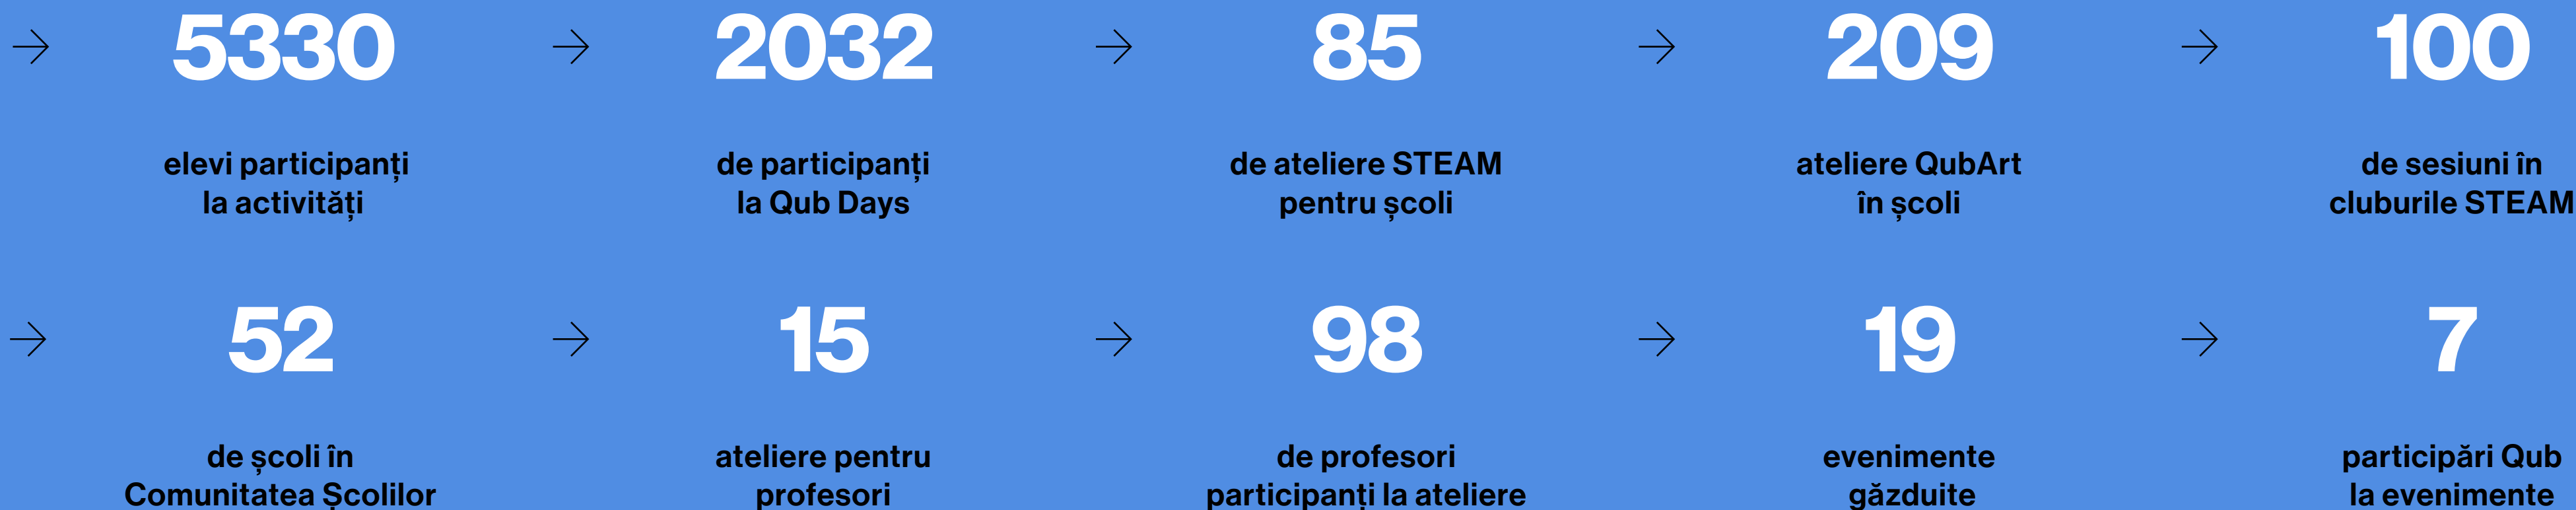 5330
2032
85
209
100
elevi participanți
la activități
de participanți
la Qub Days
de ateliere STEAM
pentru școli
ateliere QubArt
în școli
de sesiuni în
cluburile STEAM
52
15
98
19
7
de școli în
Comunitatea Școlilor
ateliere pentru
profesori
de profesori
participanți la ateliere
evenimente
găzduite
participări Qub
la evenimente